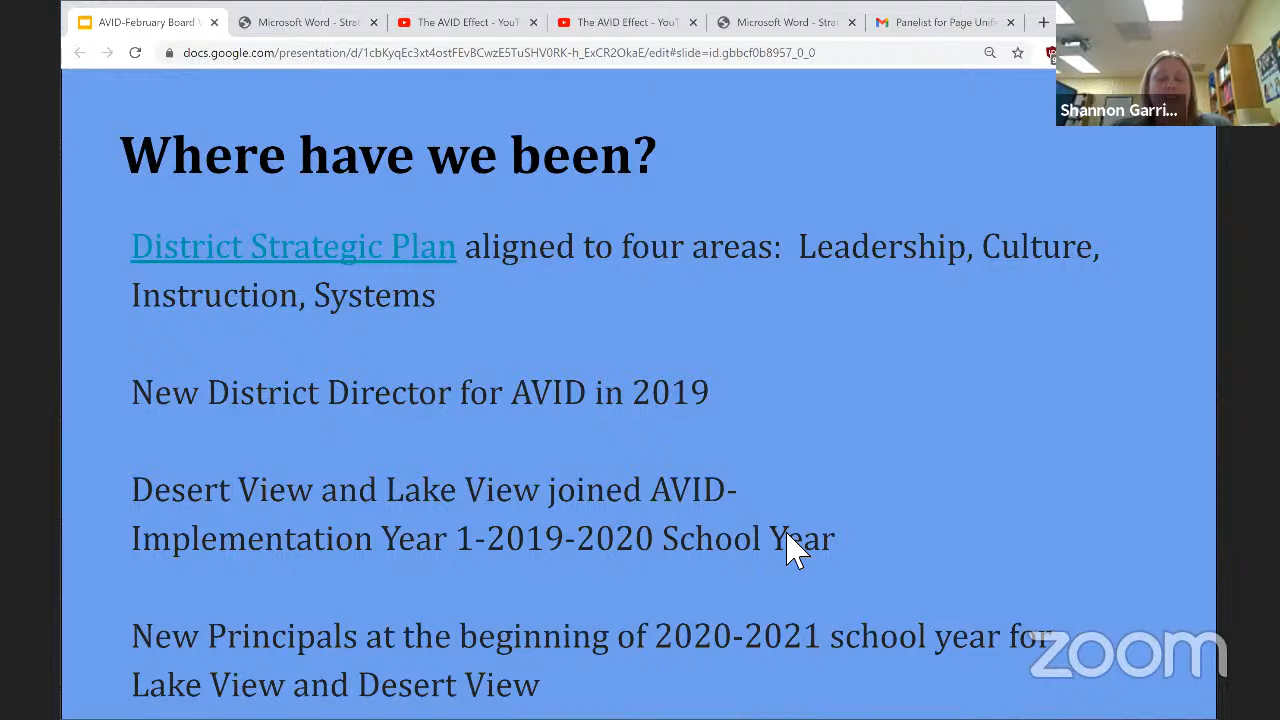 AVID-February Board W
Microsoft Word - Strat
The AVID Effect - YouT
The AVID Effect - YouT
Microsoft Word - Stra
Panelist for Page Unifi
docs.google.com/presentation/d/1cbKyqEc3xt4ostFEvBCwzE5TuSHV0RK-h_ExCR2OkaE/edit#slide=id.gbbcf0b8957_0_0
Shannon Garri...
Where have we been?
District Strategic Plan aligned to four areas: Leadership, Culture,
Instruction, Systems
New District Director for AVID in 2019
Desert View and Lake View joined AVID-
Implementation Year 1-2019-2020 School Year
New Principals at the beginning of 2020-2021 school year for
Lake View and Desert View
zoom